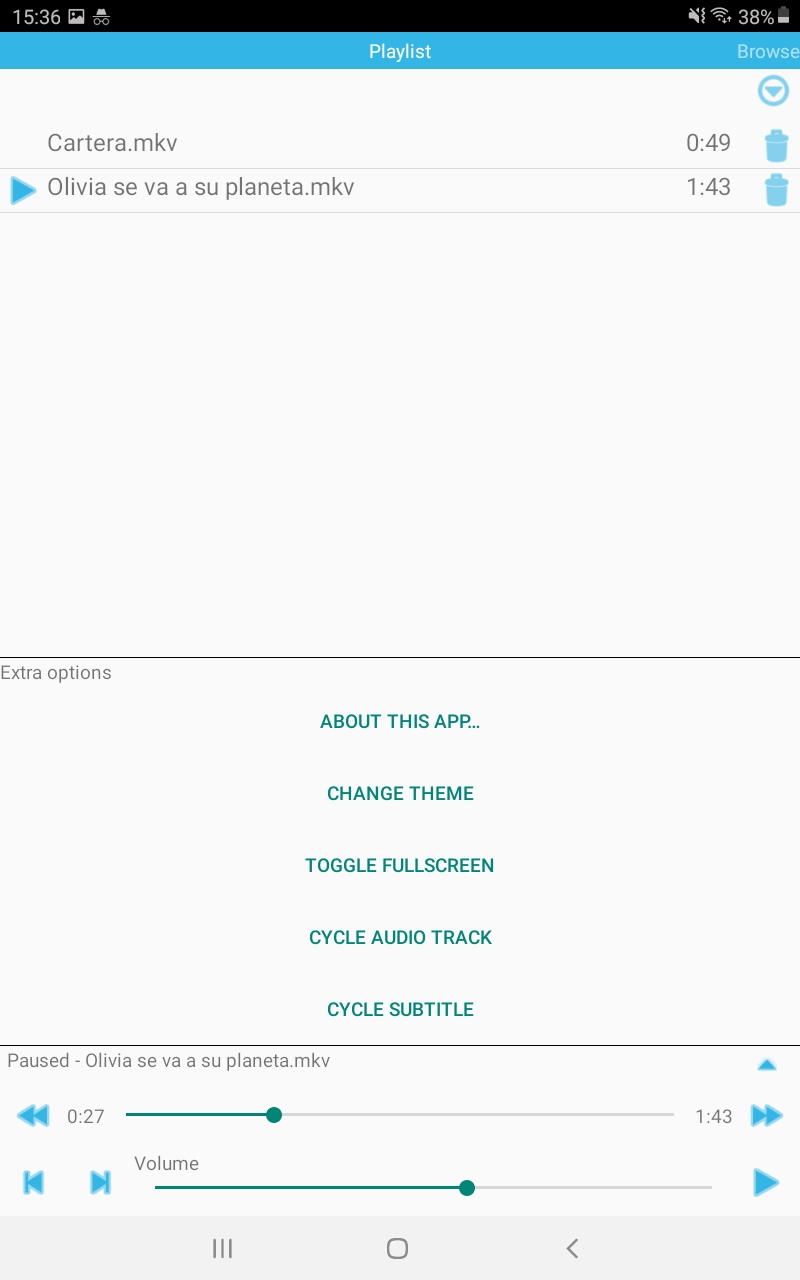 15:36
38%
Playlist
Browse
Cartera.mkv 0:49
Olivia se va a su planeta.mkv 1:43
Extra options
ABOUT THIS APP...
CHANGE THEME
TOGGLE FULLSCREEN
CYCLE AUDIO TRACK
CYCLE SUBTITLE
Paused - Olivia se va a su planeta.mkv
0:27 1:43
Volume